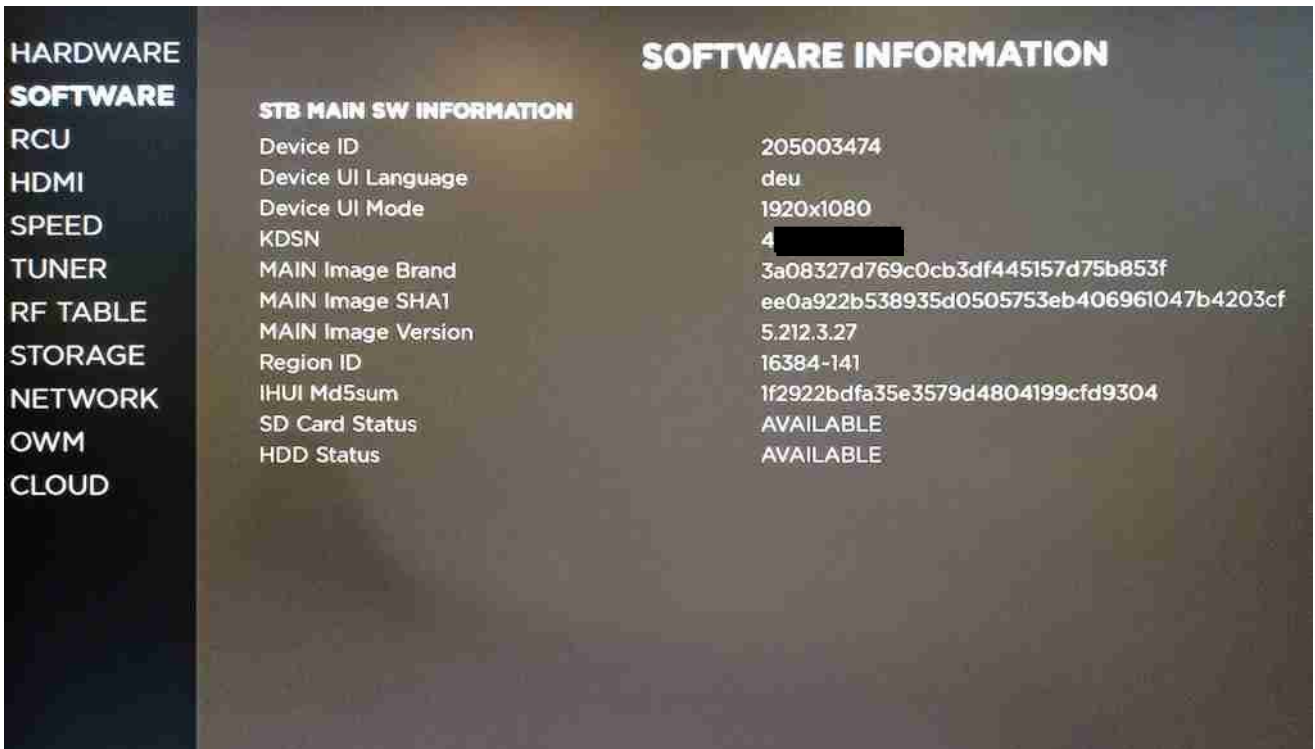 SOFTWARE INFORMATION
HARDWARE
SOFTWARE
RCU
HDMI
SPEED
TUNER
RF TABLE
STORAGE
NETWORK
OWM
CLOUD
STB MAIN SW INFORMATION
Device ID 205003474
Device UI Language deu
Device UI Mode 1920x1080
KDSN 4
MAIN Image Brand 3a08327d769c0cb3df445157d75b853f
MAIN Image SHA1 ee0a922b538935d0505753eb406961047b4203cf
MAIN Image Version 5.212.3.27
Region ID 16384-141
IHUI Md5sum 1f2922bdfa35e3579d4804199cfd9304
SD Card Status AVAILABLE
HDD Status AVAILABLE